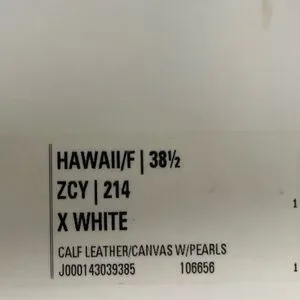 HAWAII/F | 38½
ZCY | 214
X WHITE
CALF LEATHER/CANVAS W/PEARLS
J000143039385 106656
1
1